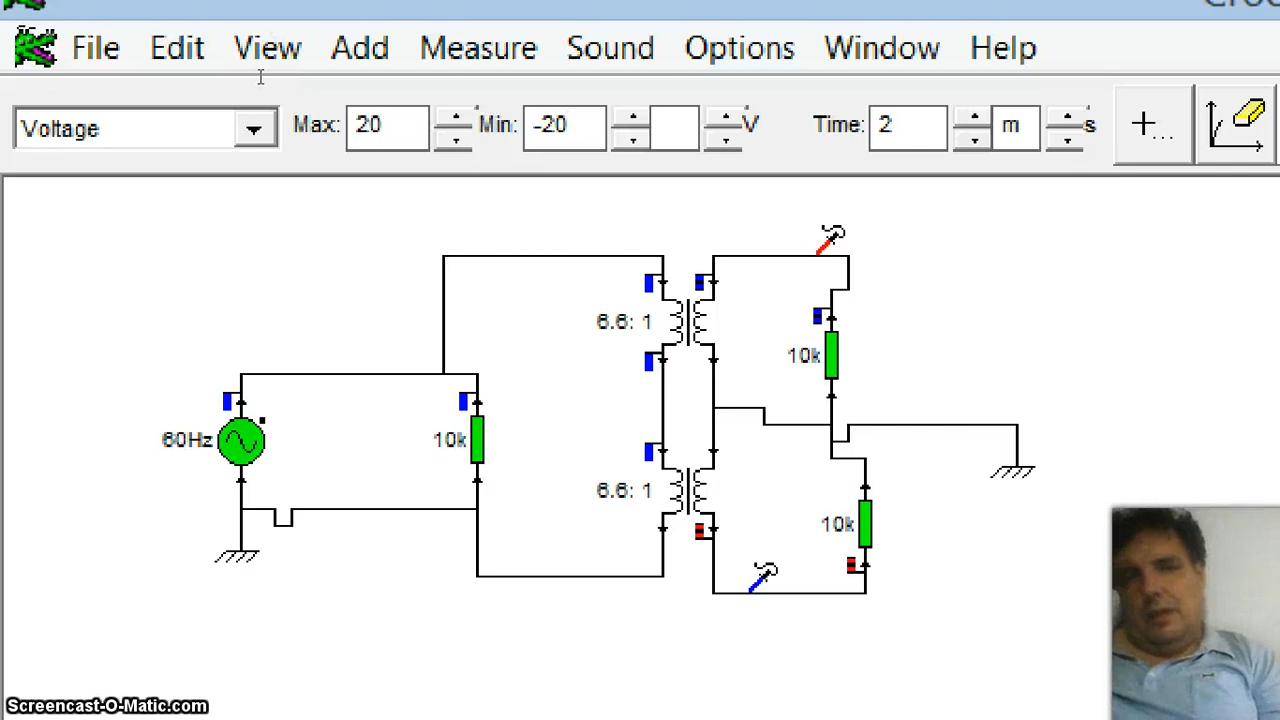 File Edit View Add Measure Sound Options Window Help
Voltage Max: 20 Min: -20 V Time: 2 m s
6.6: 1
10k
60Hz
10k
6.6: 1
10k
Screencast-O-Matic.com